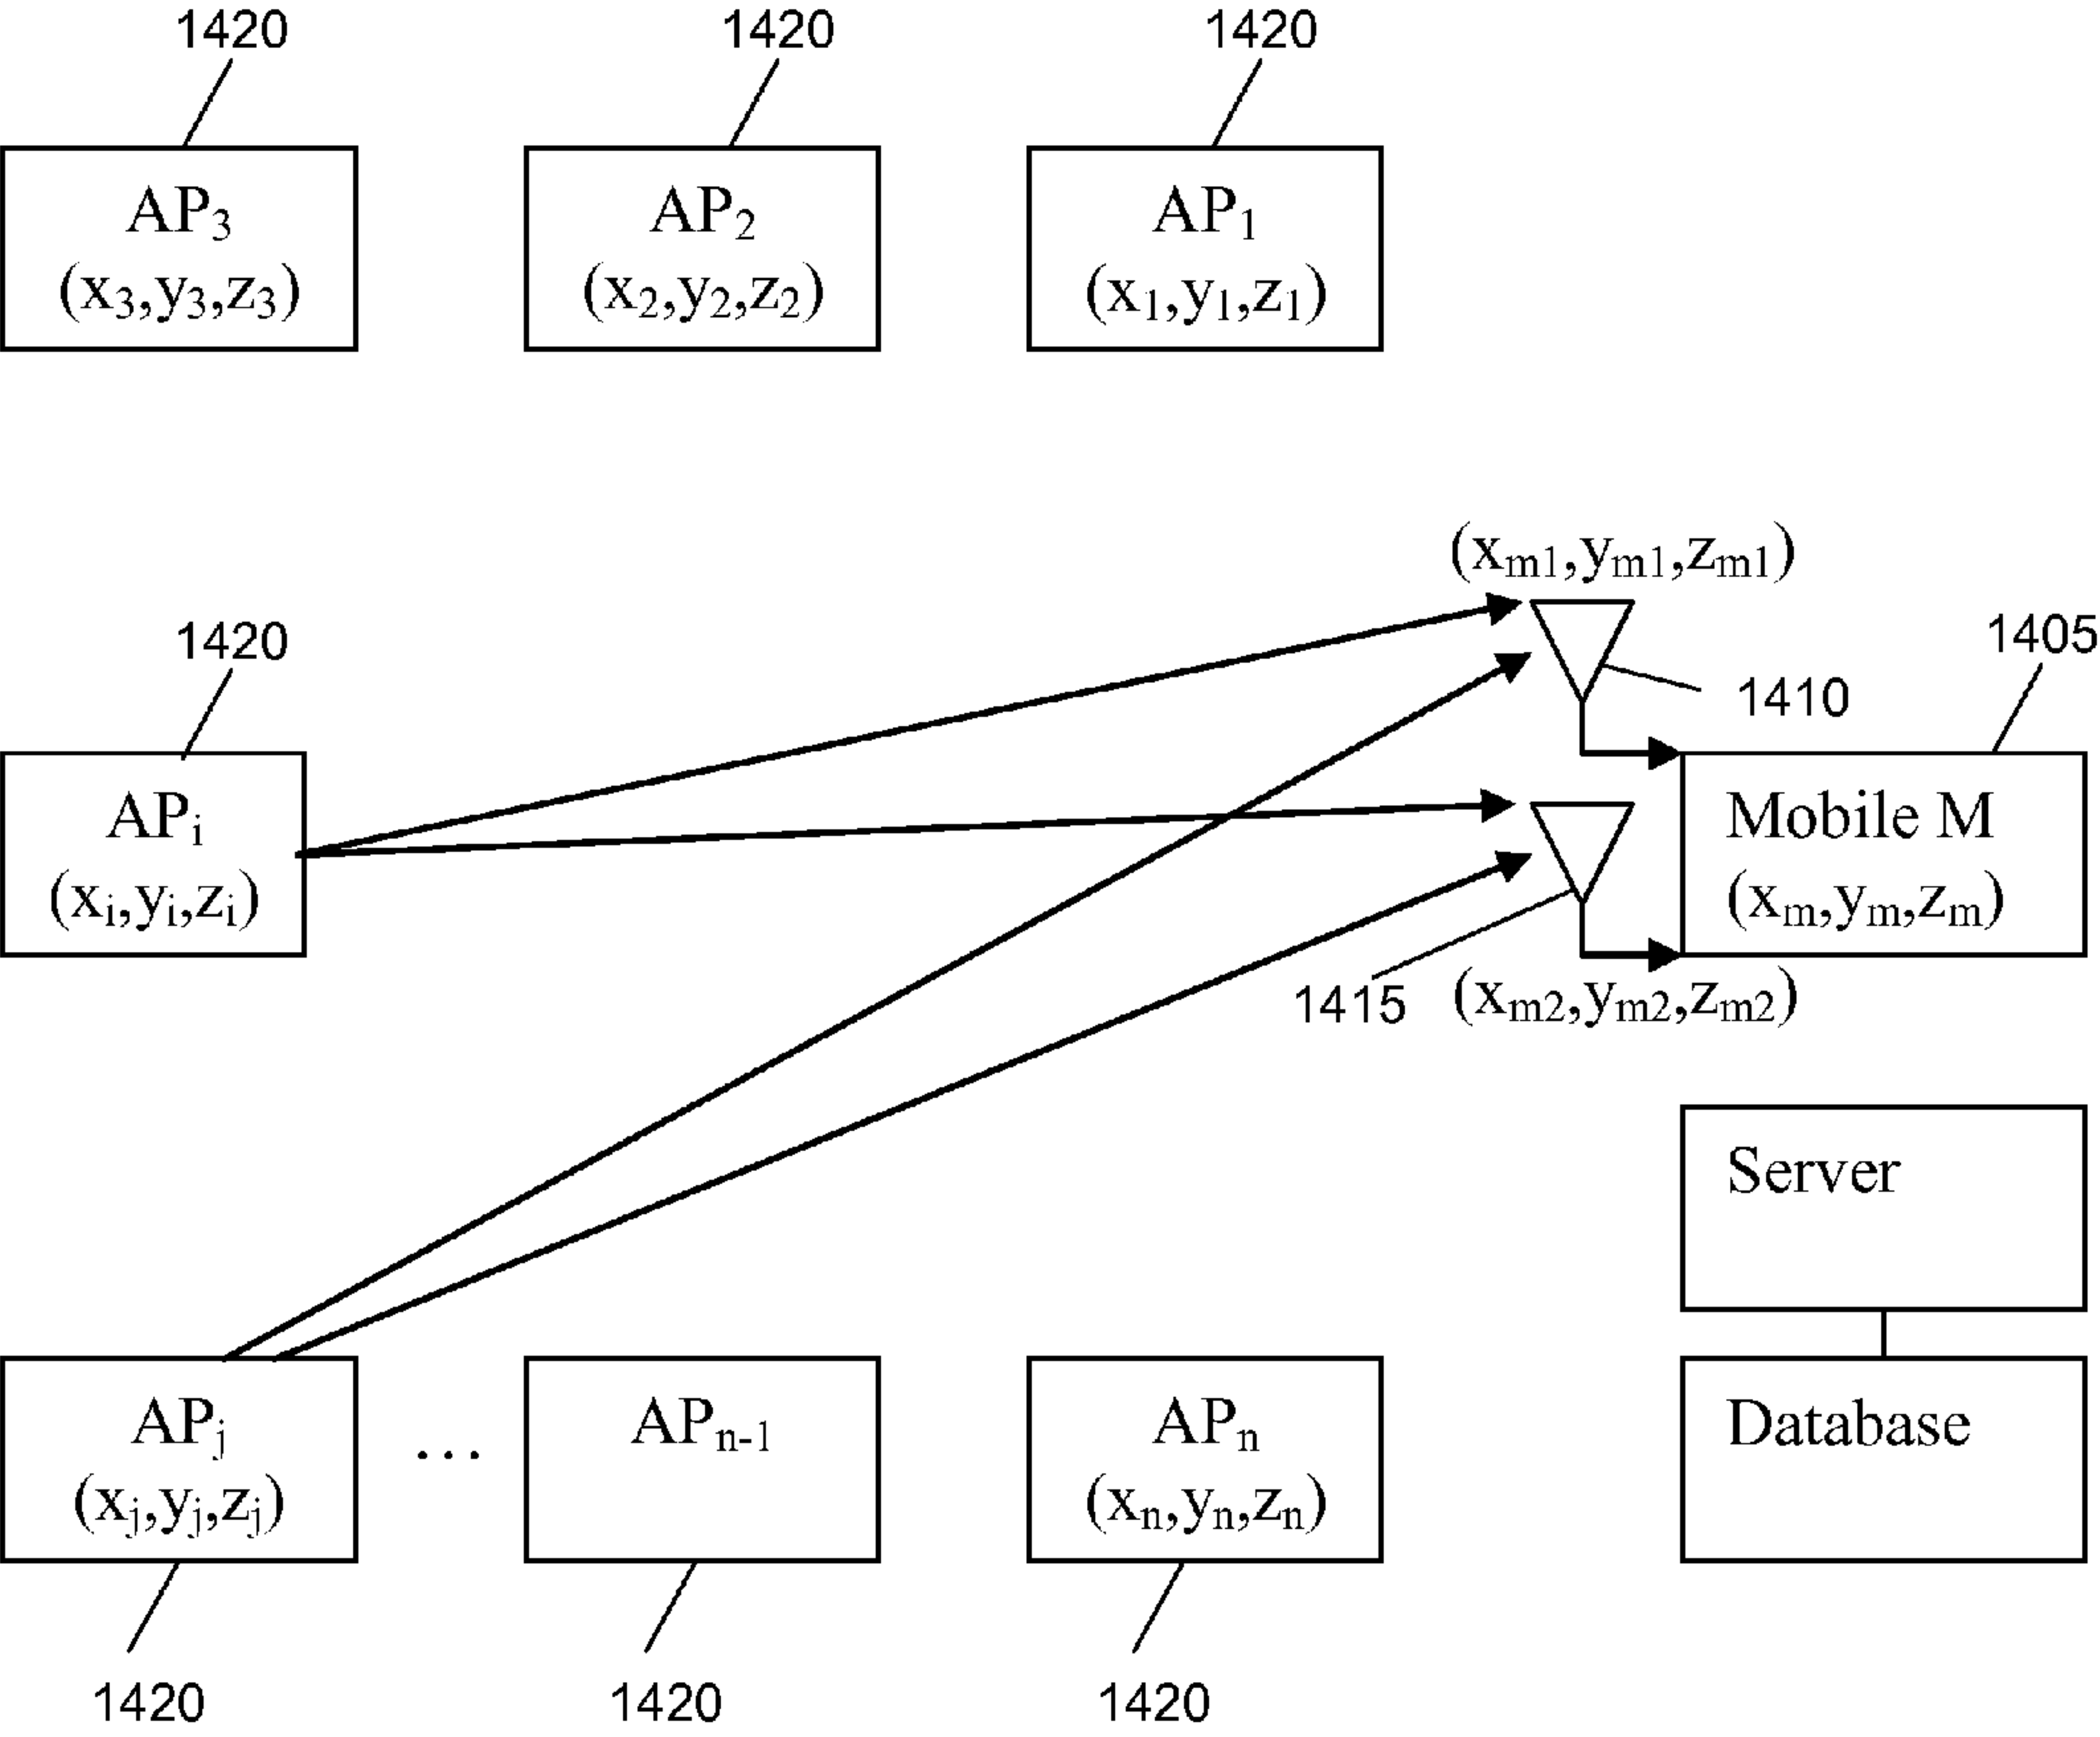 1420 1420 1420
AP₃ AP₂ AP₁
(x₃,y₃,z₃) (x₂,y₂,z₂) (x₁,y₁,z₁)
(xₘ₁,yₘ₁,zₘ₁)
1420 1405
1410
APᵢ Mobile M
(xᵢ,yᵢ,zᵢ) (xₘ,yₘ,zₘ)
1415 (xₘ₂,yₘ₂,zₘ₂)
Server
APⱼ ... APₙ₋₁ APₙ Database
(xⱼ,yⱼ,zⱼ) (xₙ,yₙ,zₙ)
1420 1420 1420